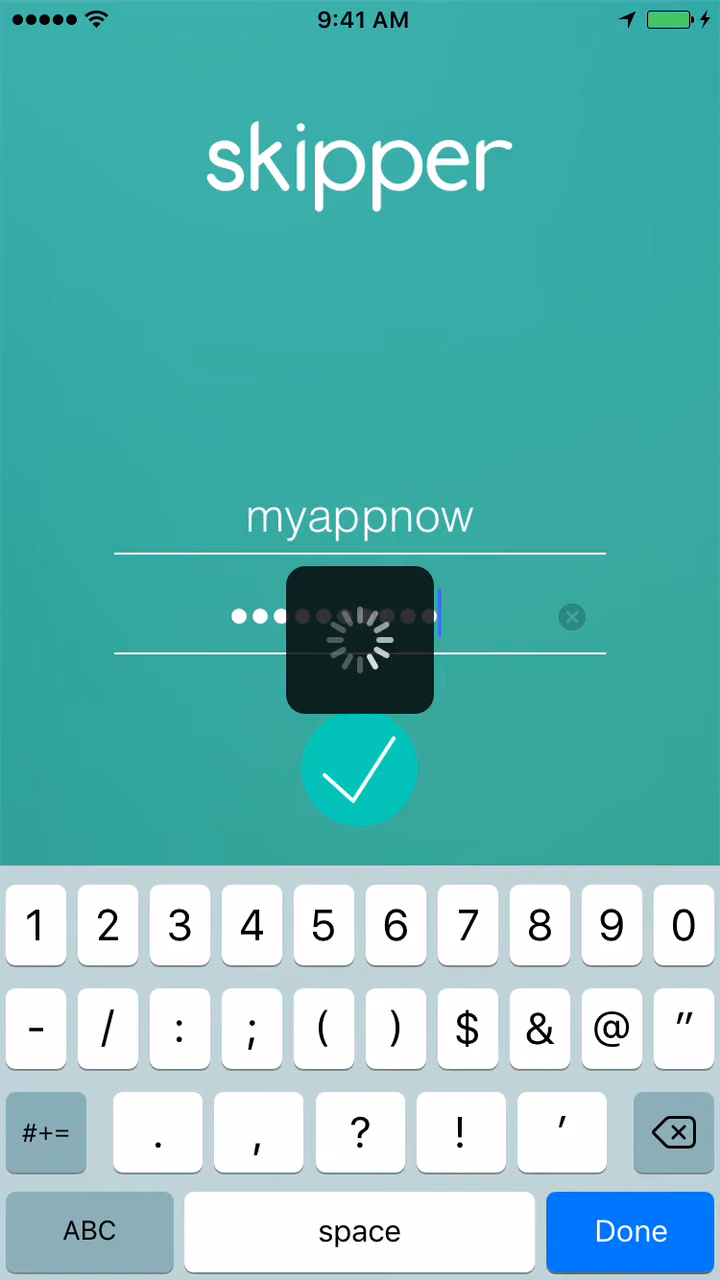 9:41 AM
skipper
myappnow
1 2 3 4 5 6 7 8 9 0
- / : ; ( ) $ & @ "
#+= . , ? ! '
ABC space Done